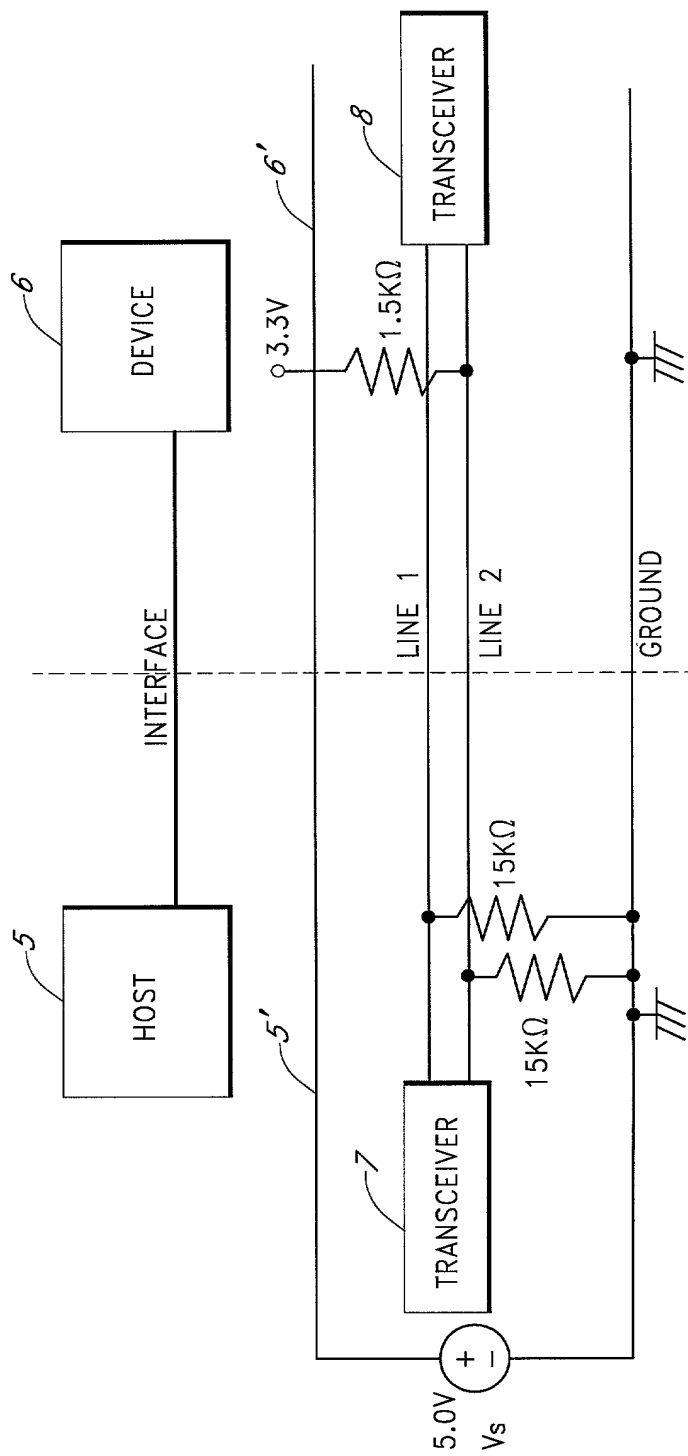 5
6
HOST
INTERFACE
DEVICE
5'
6'
3.3V
1.5KΩ
7
8
TRANSCEIVER
TRANSCEIVER
LINE 1
LINE 2
15KΩ
15KΩ
5.0V
+
−
Vs
GROUND